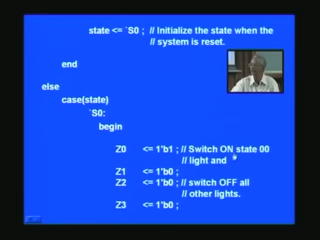 state <= `S0 ; // Initialize the state when the
// system is reset.
end
else
case(state)
`S0:
begin
Z0 <= 1'b1 ; // Switch ON state 00
// light and
Z1 <= 1'b0 ;
Z2 <= 1'b0 ; // switch OFF all
// other lights.
Z3 <= 1'b0 ;